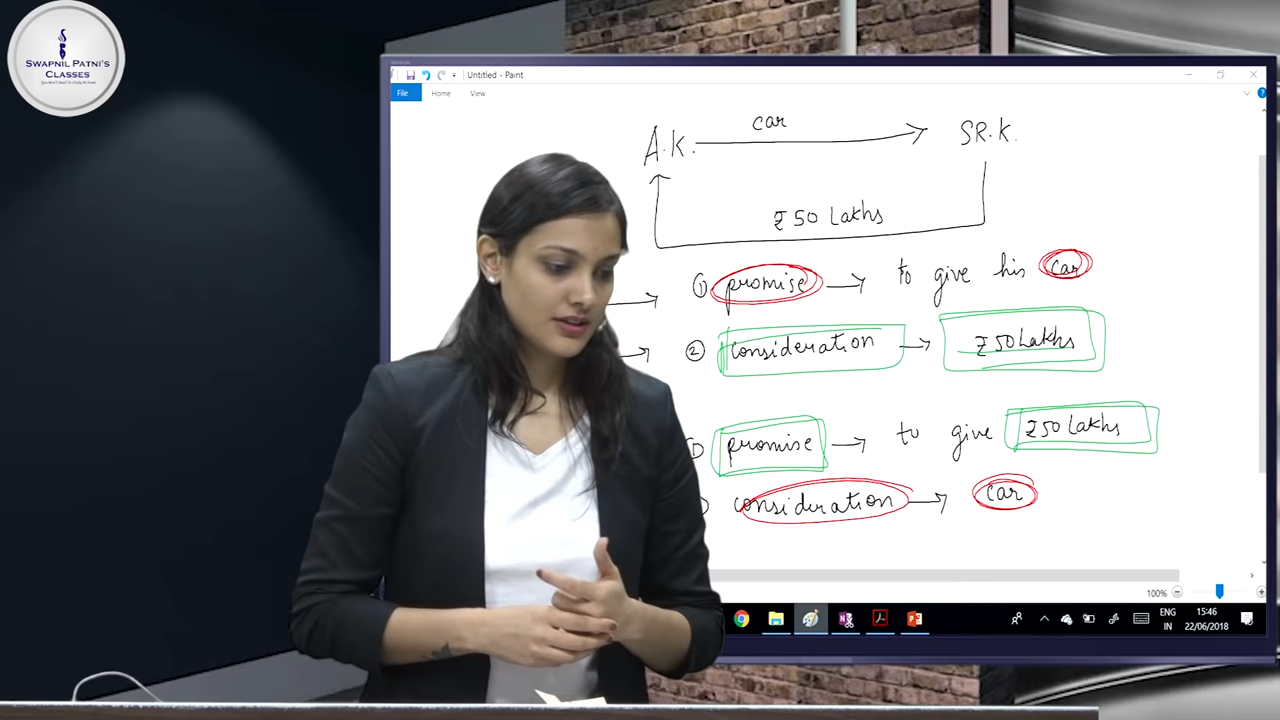 SWAPNIL PATNI'S
CLASSES
Untitled - Paint
File Home View
car
A.K. SR.K.
₹50 Lakhs
① promise → to give his car
② consideration → ₹50 Lakhs
promise → to give ₹50 Lakhs
consideration → car
100%
ENG 15:46
IN 22/06/2018